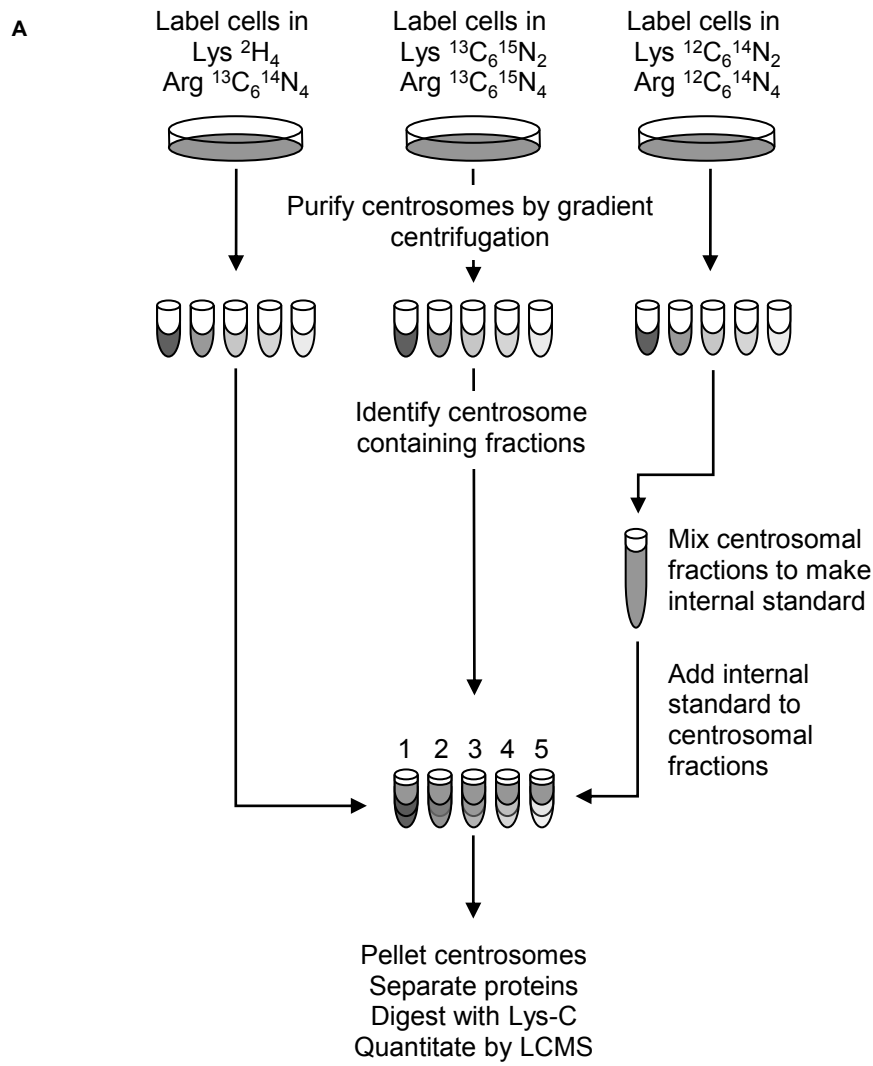 A
Label cells in
Lys ²H₄
Arg ¹³C₆¹⁴N₄
Label cells in
Lys ¹³C₆¹⁵N₂
Arg ¹³C₆¹⁵N₄
Label cells in
Lys ¹²C₆¹⁴N₂
Arg ¹²C₆¹⁴N₄
Purify centrosomes by gradient
centrifugation
Identify centrosome
containing fractions
Mix centrosomal
fractions to make
internal standard
Add internal
standard to
centrosomal
fractions
1 2 3 4 5
Pellet centrosomes
Separate proteins
Digest with Lys-C
Quantitate by LCMS